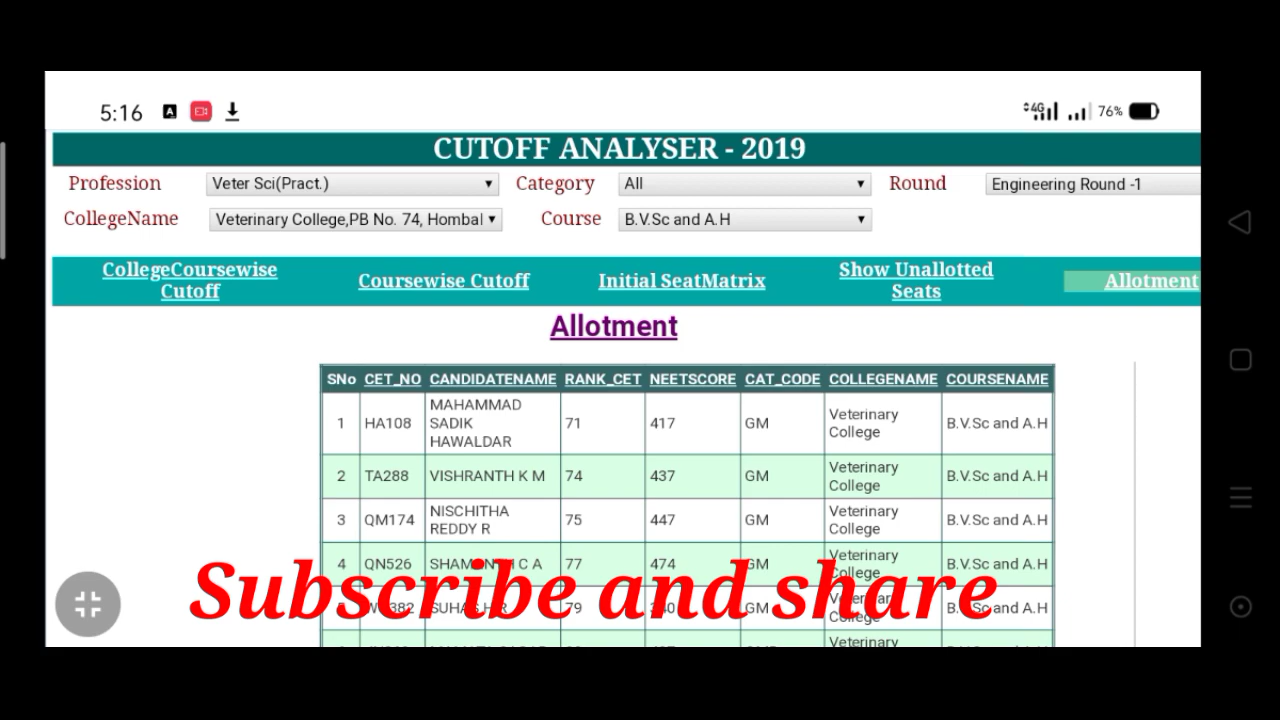 5:16 4G 76%
CUTOFF ANALYSER - 2019
Profession Veter Sci(Pract.) Category All Round Engineering Round -1
CollegeName Veterinary College,PB No. 74, Hombal Course B.V.Sc and A.H
CollegeCoursewise Cutoff Coursewise Cutoff Initial SeatMatrix Show Unallotted Seats Allotment
Allotment
SNo CET_NO CANDIDATENAME RANK_CET NEETSCORE CAT_CODE COLLEGENAME COURSENAME
1 HA108 MAHAMMAD SADIK HAWALDAR 71 417 GM Veterinary College B.V.Sc and A.H
2 TA288 VISHRANTH K M 74 437 GM Veterinary College B.V.Sc and A.H
3 QM174 NISCHITHA REDDY R 75 447 GM Veterinary College B.V.Sc and A.H
4 QN526 C A 77 474 GM Veterinary College B.V.Sc and A.H
79 GM College B.V.Sc and A.H
Veterinary
Subscribe and share